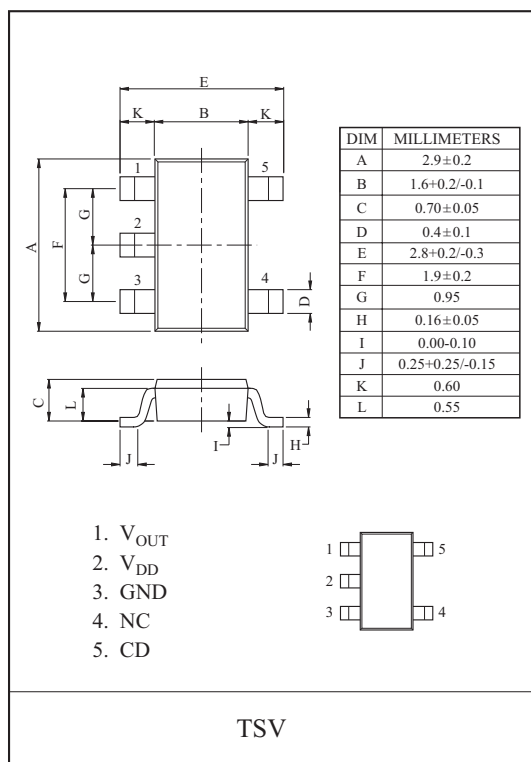 E
K B K
1 5
G
2
A F
G
3 4
D
C L
I H
J J
DIM MILLIMETERS
A 2.9±0.2
B 1.6+0.2/-0.1
C 0.70±0.05
D 0.4±0.1
E 2.8+0.2/-0.3
F 1.9±0.2
G 0.95
H 0.16±0.05
I 0.00-0.10
J 0.25+0.25/-0.15
K 0.60
L 0.55
1. V_OUT
2. V_DD
3. GND
4. NC
5. CD
1 5
2
3 4
TSV